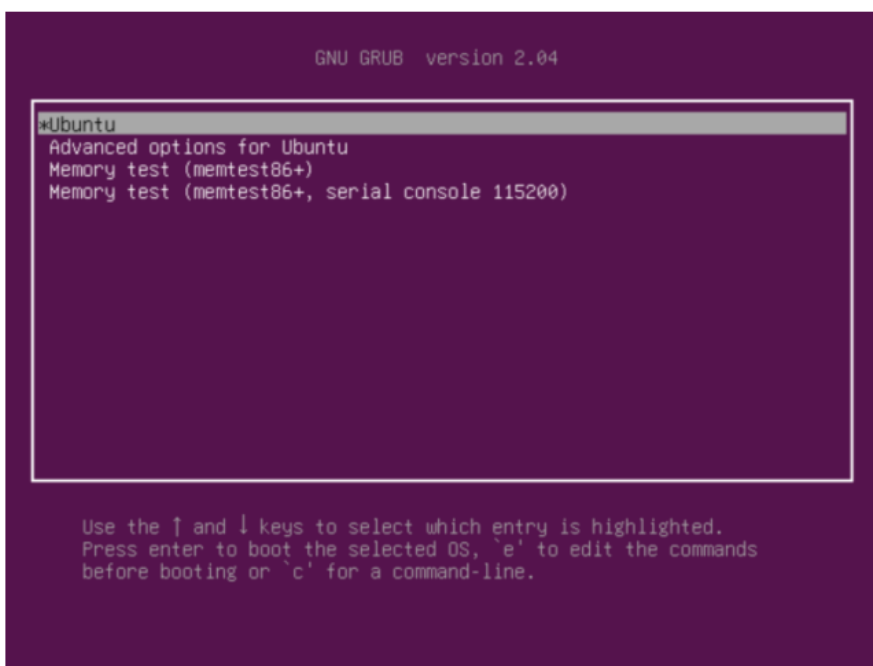 GNU GRUB  version 2.04
*Ubuntu
Advanced options for Ubuntu
Memory test (memtest86+)
Memory test (memtest86+, serial console 115200)
Use the ↑ and ↓ keys to select which entry is highlighted.
Press enter to boot the selected OS, `e' to edit the commands
before booting or `c' for a command-line.